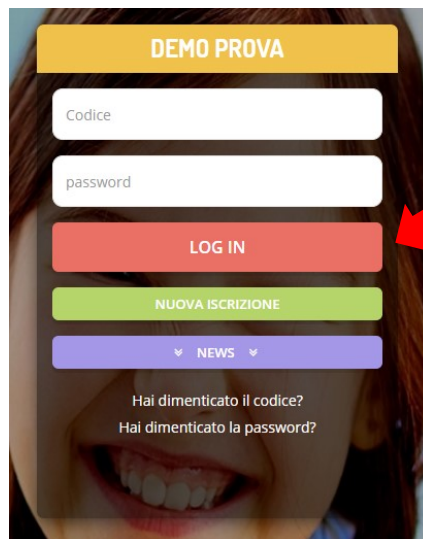 DEMO PROVA
Codice
password
LOG IN
NUOVA ISCRIZIONE
NEWS
Hai dimenticato il codice?
Hai dimenticato la password?